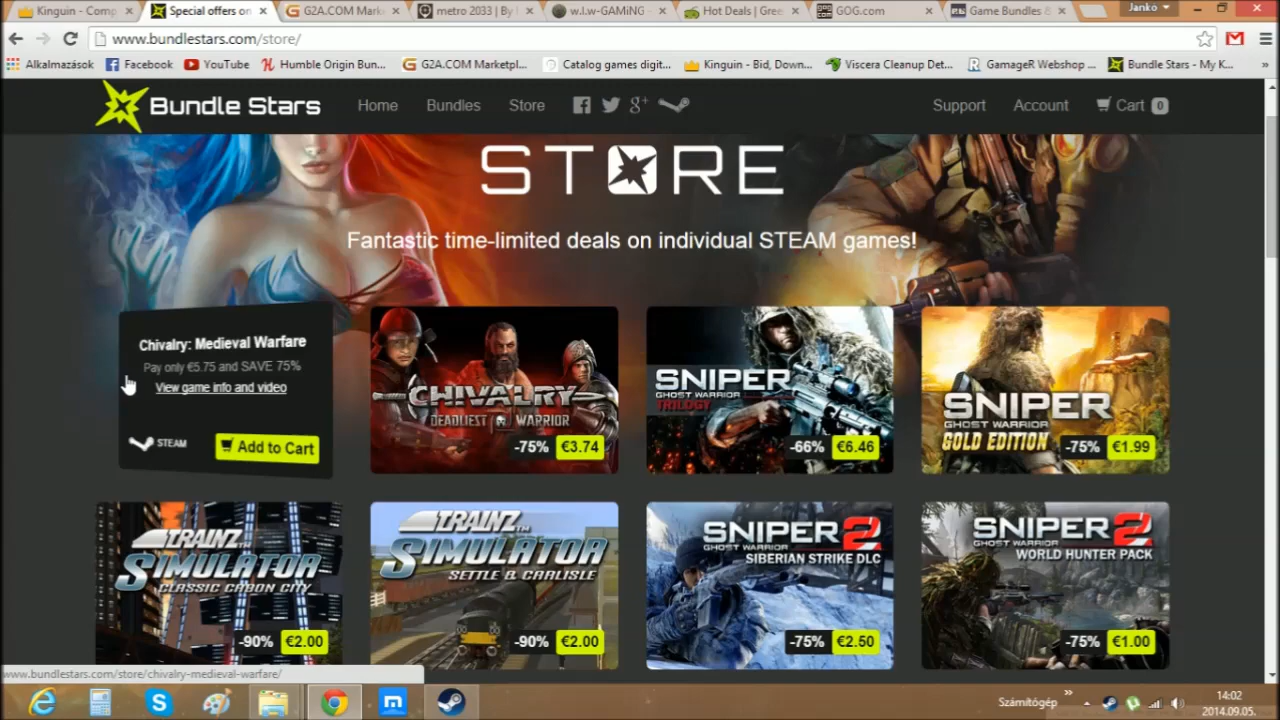 Kinguin - Comp
Special offers on
G2A.COM Mark
metro 2033 | By
w.l.w-GAMiNG -
Hot Deals | Gree
GOG.com
Game Bundles &
Jankó
www.bundlestars.com/store/
Alkalmazások
Facebook
YouTube
Humble Origin Bun...
G2A.COM Marketpl...
Catalog games digit...
Kinguin - Bid, Down...
Viscera Cleanup Det...
GamageR Webshop ...
Bundle Stars - My K...
»
Bundle Stars
Home
Bundles
Store
Support
Account
Cart 0
STORE
Fantastic time-limited deals on individual STEAM games!
Chivalry: Medieval Warfare
Pay only €5.75 and SAVE 75%
View game info and video
STEAM
Add to Cart
CHIVALRY
DEADLIEST WARRIOR
-75% €3.74
SNIPER
GHOST WARRIOR
TRILOGY
-66% €6.46
SNIPER
GHOST WARRIOR
GOLD EDITION
-75% €1.99
TRAINZ™
SIMULATOR
CLASSIC CABON CITY
-90% €2.00
TRAINZ™
SIMULATOR
SETTLE & CARLISLE
-90% €2.00
SNIPER 2
GHOST WARRIOR
SIBERIAN STRIKE DLC
-75% €2.50
SNIPER 2
GHOST WARRIOR
WORLD HUNTER PACK
-75% €1.00
www.bundlestars.com/store/chivalry-medieval-warfare/
Számítógép
»
14:02
2014.09.05.